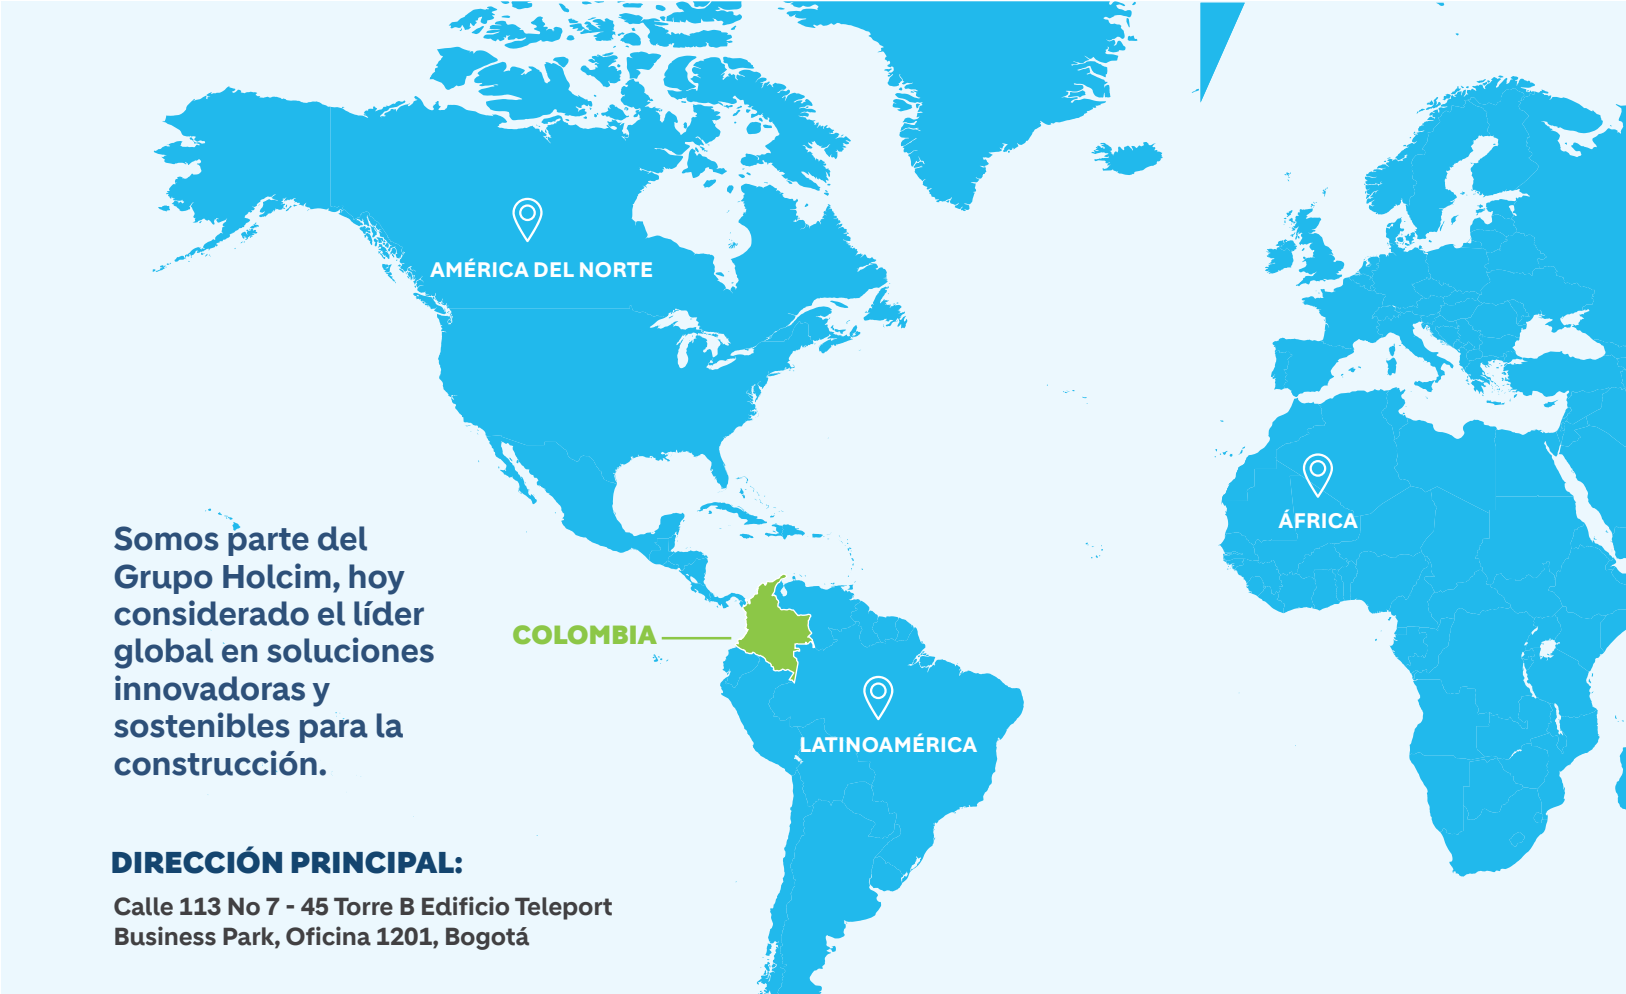 AMÉRICA DEL NORTE
ÁFRICA
Somos parte del
Grupo Holcim, hoy
considerado el líder
global en soluciones
innovadoras y
sostenibles para la
construcción.
COLOMBIA
LATINOAMÉRICA
DIRECCIÓN PRINCIPAL:
Calle 113 No 7 - 45 Torre B Edificio Teleport
Business Park, Oficina 1201, Bogotá